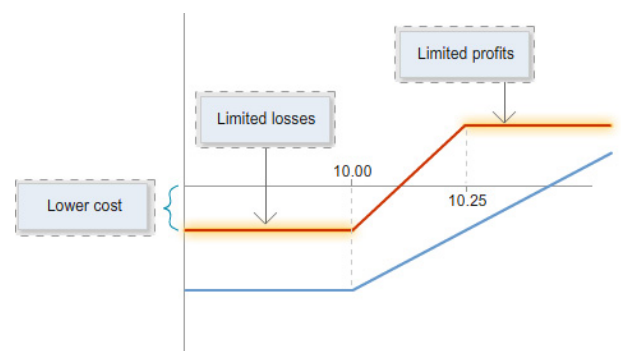 Limited profits
Limited losses
10.00
10.25
Lower cost